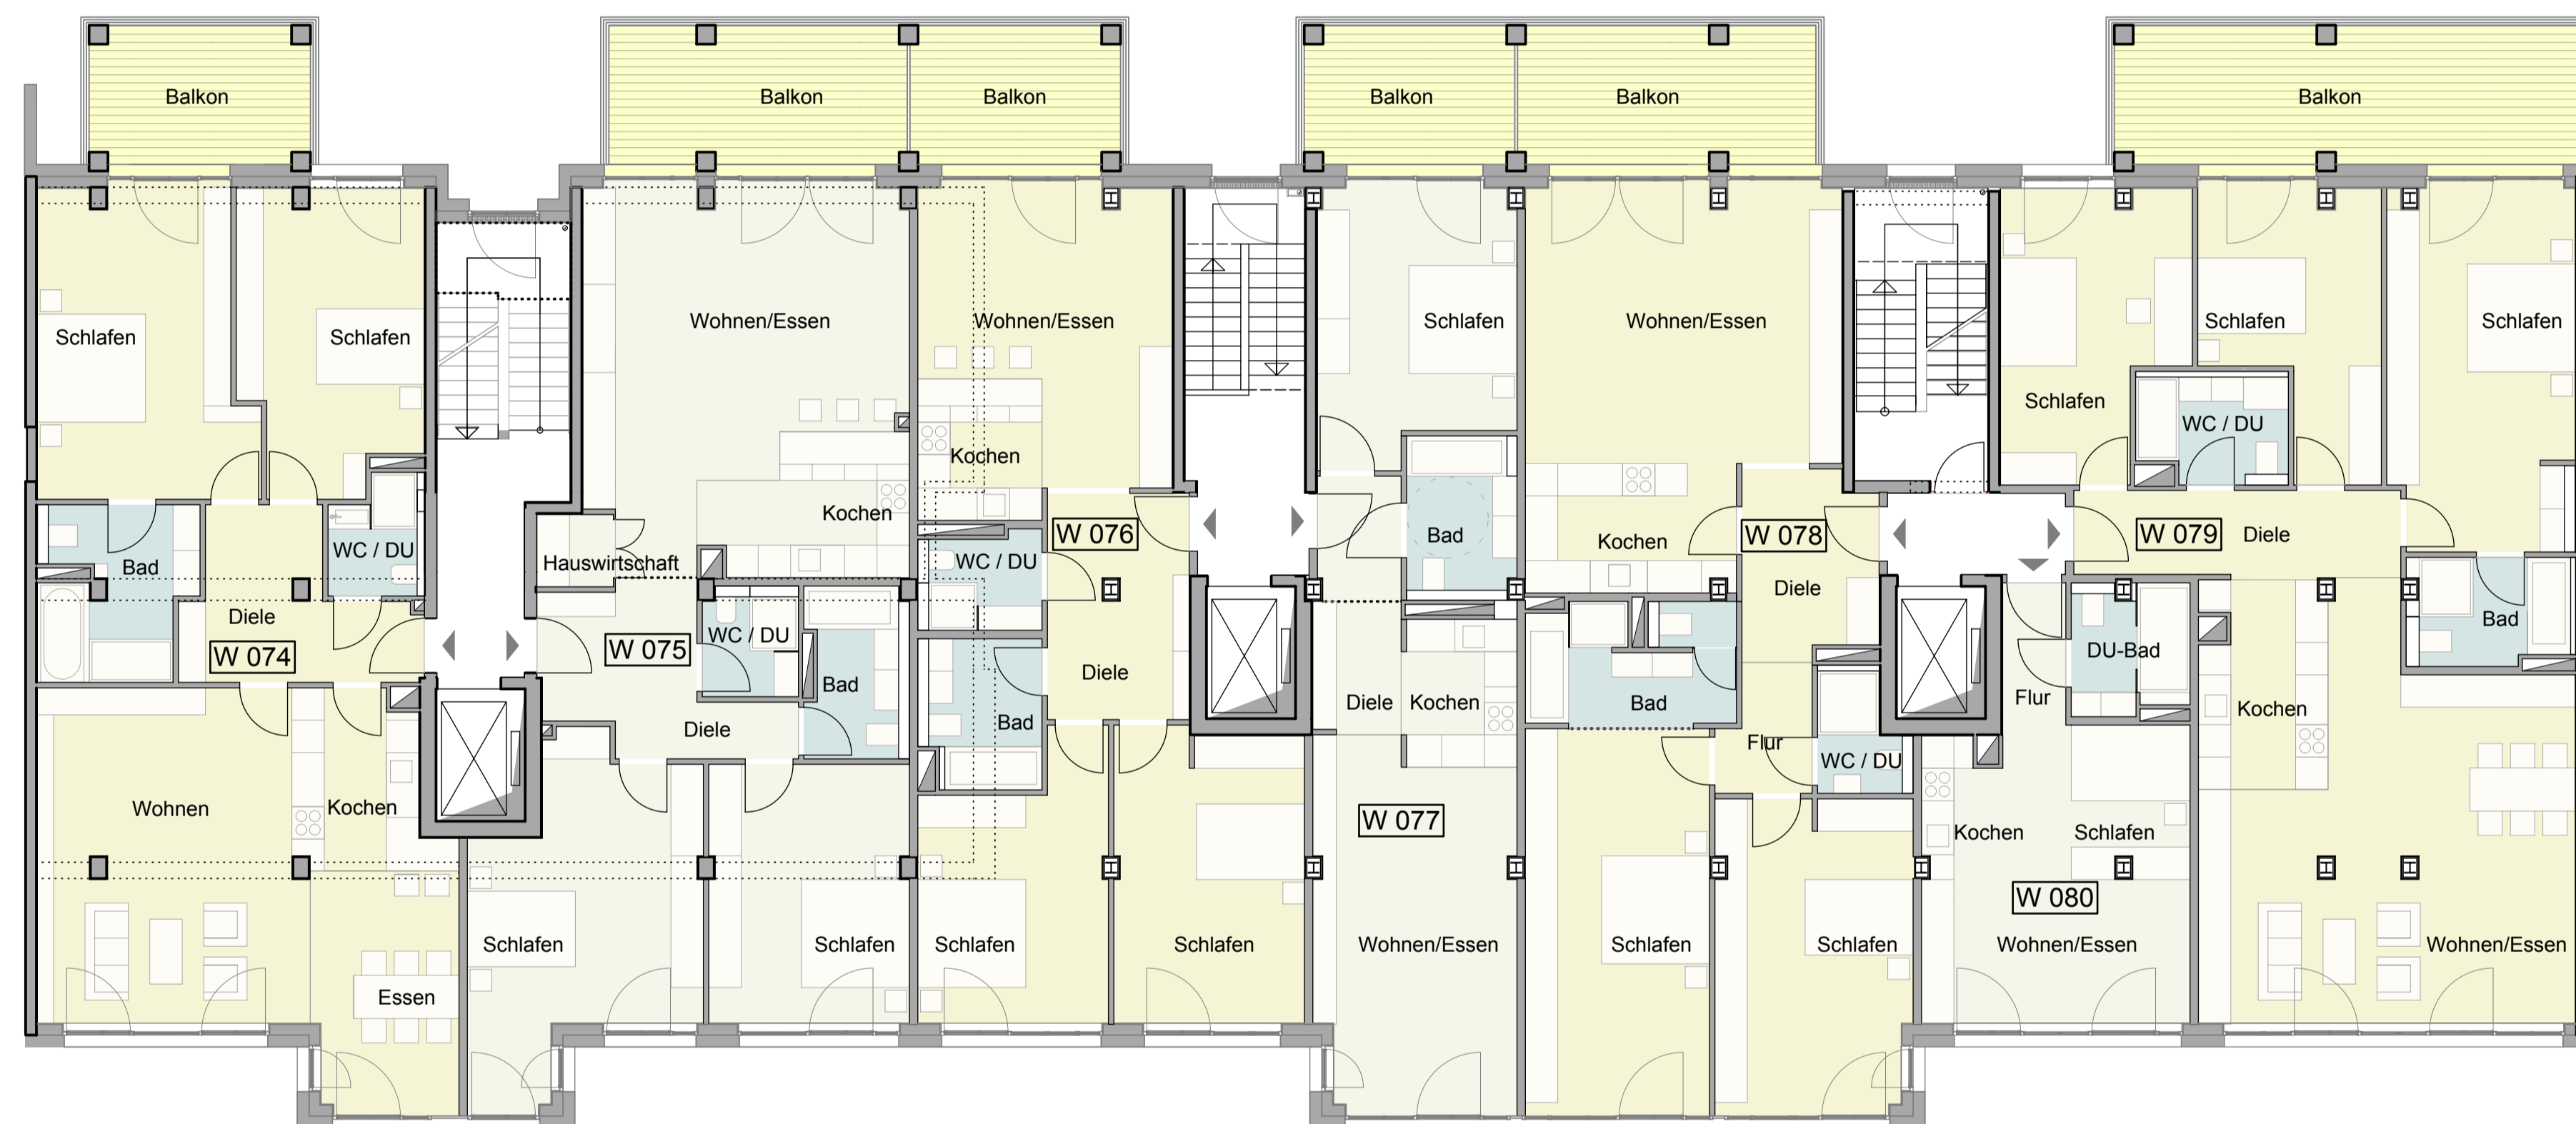 Balkon
Balkon
Balkon
Balkon
Balkon
Balkon
Schlafen
Schlafen
Wohnen/Essen
Wohnen/Essen
Schlafen
Wohnen/Essen
Schlafen
Schlafen
Schlafen
Schlafen
WC / DU
Kochen
Kochen
Hauswirtschaft
WC / DU
Bad
WC / DU
W 076
Bad
Kochen
W 078
W 079
Diele
Diele
Bad
Diele
W 074
W 075
WC / DU
Bad
Diele
Bad
DU-Bad
Diele
Kochen
Bad
Flur
Kochen
Diele
Bad
Flur
WC / DU
Wohnen
Kochen
W 077
Kochen
Schlafen
W 080
Schlafen
Schlafen
Schlafen
Schlafen
Wohnen/Essen
Schlafen
Schlafen
Wohnen/Essen
Wohnen/Essen
Essen